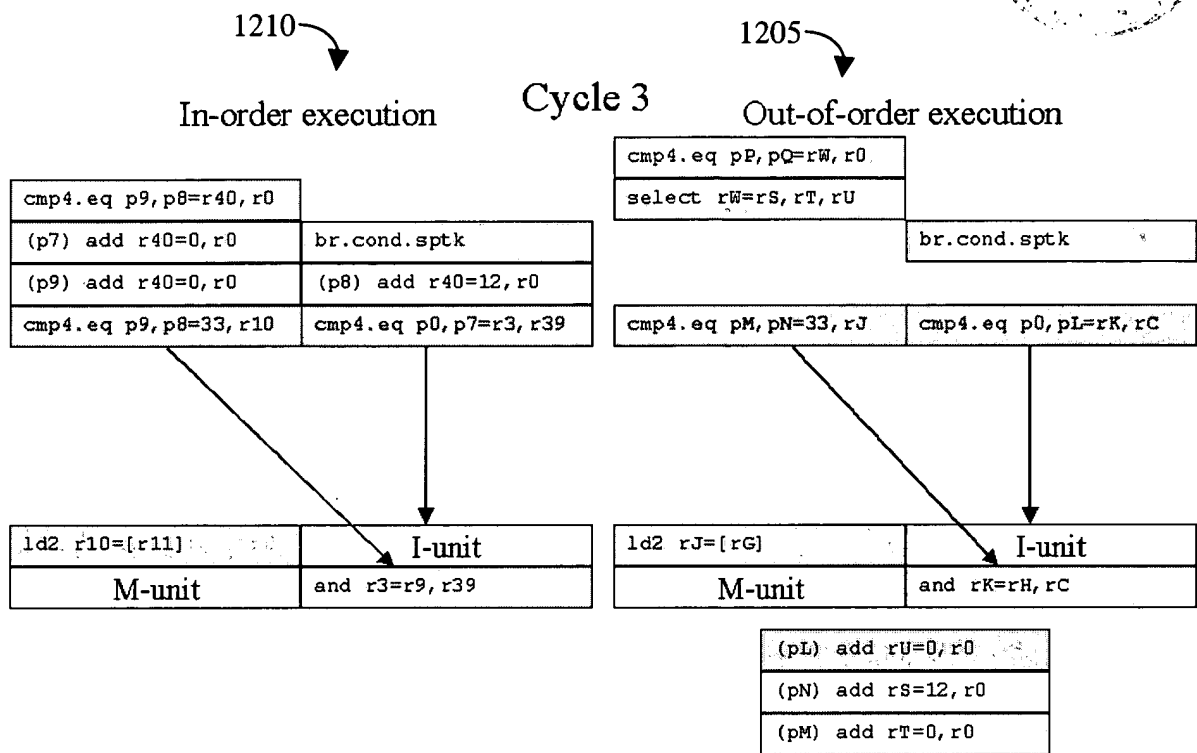 1210
1205
Cycle 3
In-order execution
Out-of-order execution
cmp4.eq p9,p8=r40,r0
(p7) add r40=0,r0
br.cond.sptk
(p9) add r40=0,r0
(p8) add r40=12,r0
cmp4.eq p9,p8=33,r10
cmp4.eq p0,p7=r3,r39
ld2 r10=[r11]
I-unit
M-unit
and r3=r9,r39
cmp4.eq pP,pQ=rW,r0
select rW=rS,rT,rU
br.cond.sptk
cmp4.eq pM,pN=33,rJ
cmp4.eq p0,pL=rK,rC
ld2 rJ=[rG]
I-unit
M-unit
and rK=rH,rC
(pL) add rU=0,r0
(pN) add rS=12,r0
(pM) add rT=0,r0